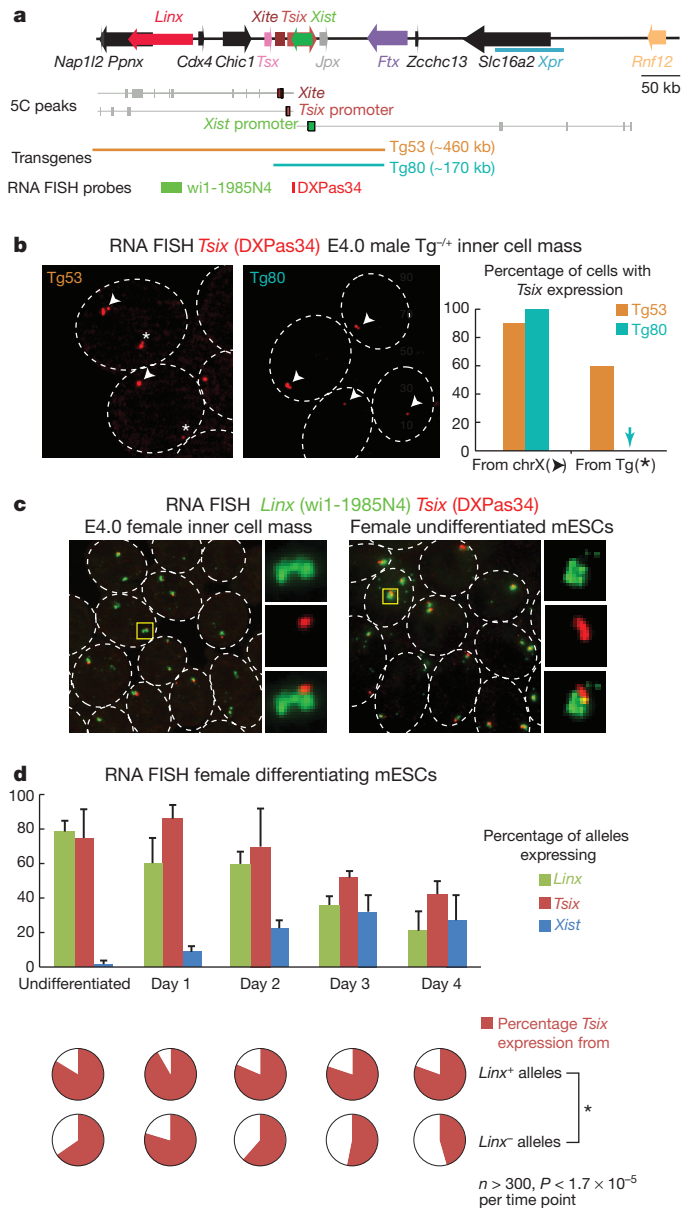 a
Linx Xite Tsix Xist
Nap1l2 Ppnx Cdx4 Chic1 Tsx Jpx Ftx Zcchc13 Slc16a2 Xpr Rnf12
50 kb
5C peaks
Xite
Tsix promoter
Xist promoter
Transgenes
Tg53 (~460 kb)
Tg80 (~170 kb)
RNA FISH probes wi1-1985N4 DXPas34
b RNA FISH Tsix (DXPas34) E4.0 male Tg–/+ inner cell mass
Tg53
*
*
Tg80
90
70
50
30
10
Percentage of cells with
Tsix expression
100
80
60
40
20
0
Tg53
Tg80
From chrX(➤) From Tg(*)
c RNA FISH Linx (wi1-1985N4) Tsix (DXPas34)
E4.0 female inner cell mass Female undifferentiated mESCs
d RNA FISH female differentiating mESCs
100
80
60
40
20
0
Undifferentiated Day 1 Day 2 Day 3 Day 4
Percentage of alleles
expressing
Linx
Tsix
Xist
Percentage Tsix
expression from
Linx+ alleles
*
Linx– alleles
n > 300, P < 1.7 × 10–5
per time point